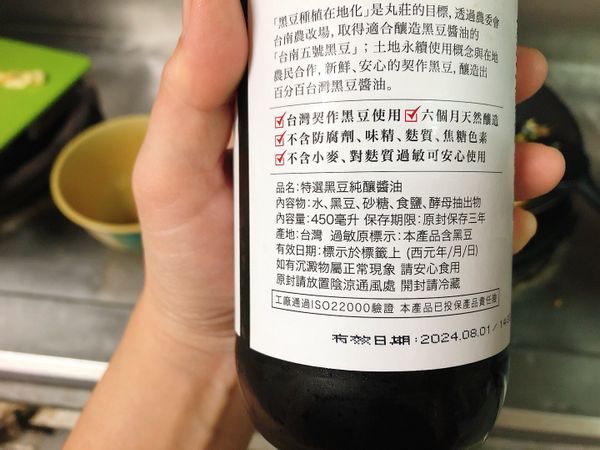 「黑豆種植在地化」是丸莊的目標，透過農委會
台南農改場，取得適合釀造黑豆醬油的
「台南五號黑豆」；土地永續使用概念與在地
農民合作，新鮮、安心的契作黑豆，釀造出
百分百台灣黑豆醬油。
台灣契作黑豆使用 六個月天然釀造
不含防腐劑、味精、麩質、焦糖色素
不含小麥、對麩質過敏可安心使用
品名：特選黑豆純釀醬油
內容物：水、黑豆、砂糖、食鹽、酵母抽出物
內容量：450毫升 保存期限：原封保存三年
產地：台灣 過敏原標示：本產品含黑豆
有效日期：標示於標籤上 (西元年/月/日)
如有沉澱物屬正常現象 請安心食用
原封請放置陰涼通風處 開封請冷藏
工廠通過ISO22000驗證 本產品已投保產品責任險
有效日期：2024.08.01